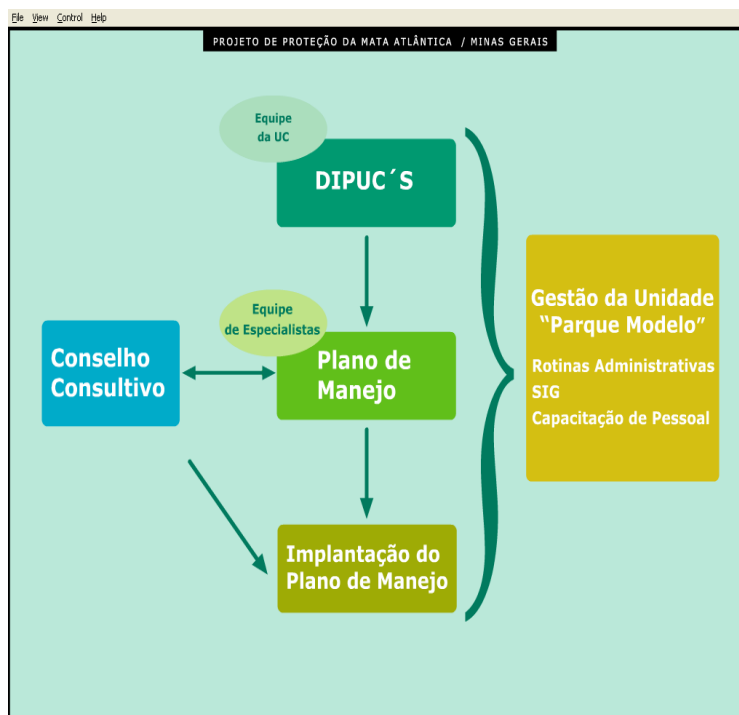 File View Control Help
PROJETO DE PROTEÇÃO DA MATA ATLÂNTICA / MINAS GERAIS
Equipe
da UC
DIPUC´S
Equipe
de Especialistas
Plano de
Manejo
Conselho
Consultivo
Implantação do
Plano de Manejo
Gestão da Unidade
“Parque Modelo”
Rotinas Administrativas
SIG
Capacitação de Pessoal